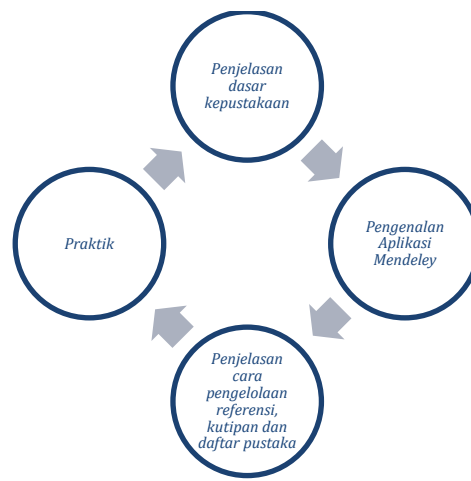 Penjelasan
dasar
kepustakaan
Pengenalan
Aplikasi
Mendeley
Penjelasan
cara
pengelolaan
referensi,
kutipan dan
daftar pustaka
Praktik